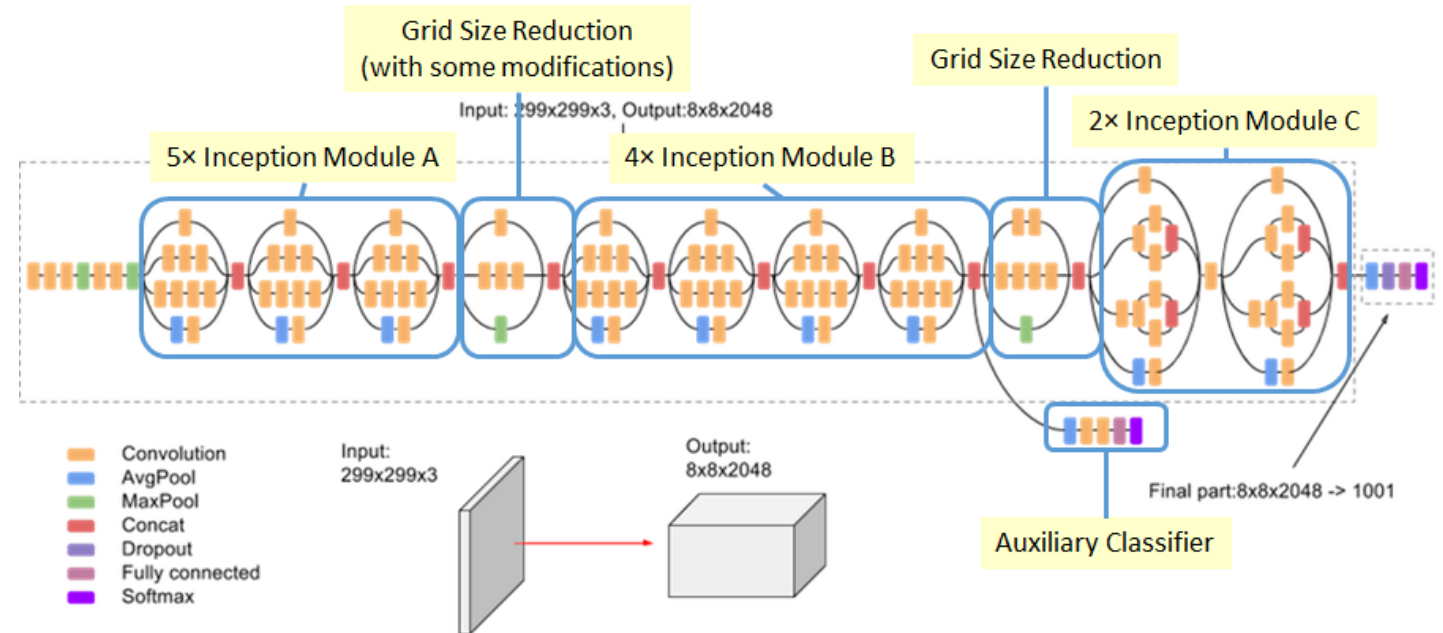 Grid Size Reduction
(with some modifications)
Grid Size Reduction
Input: 299x299x3, Output:8x8x2048
2× Inception Module C
5× Inception Module A
4× Inception Module B
Convolution
AvgPool
MaxPool
Concat
Dropout
Fully connected
Softmax
Input:
299x299x3
Output:
8x8x2048
Final part:8x8x2048 -> 1001
Auxiliary Classifier